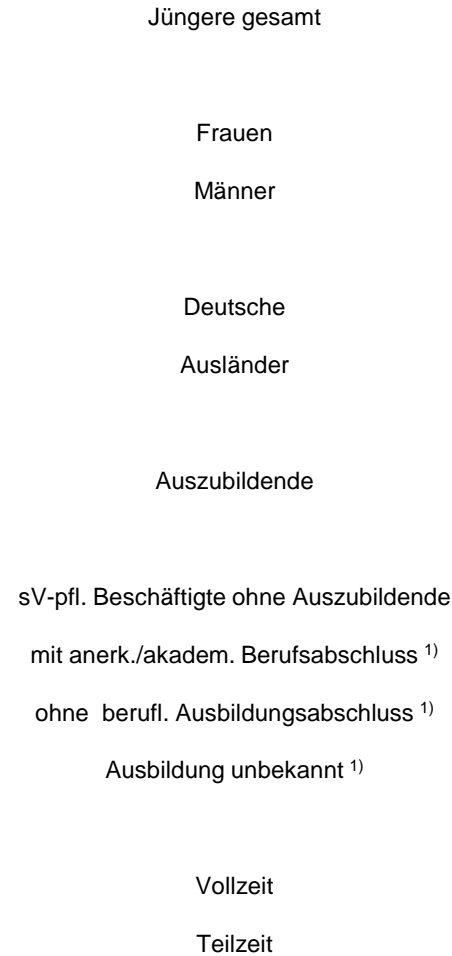 Jüngere gesamt
Frauen
Männer
Deutsche
Ausländer
Auszubildende
sV-pfl. Beschäftigte ohne Auszubildende
mit anerk./akadem. Berufsabschluss 1)
ohne  berufl. Ausbildungsabschluss 1)
Ausbildung unbekannt 1)
Vollzeit
Teilzeit